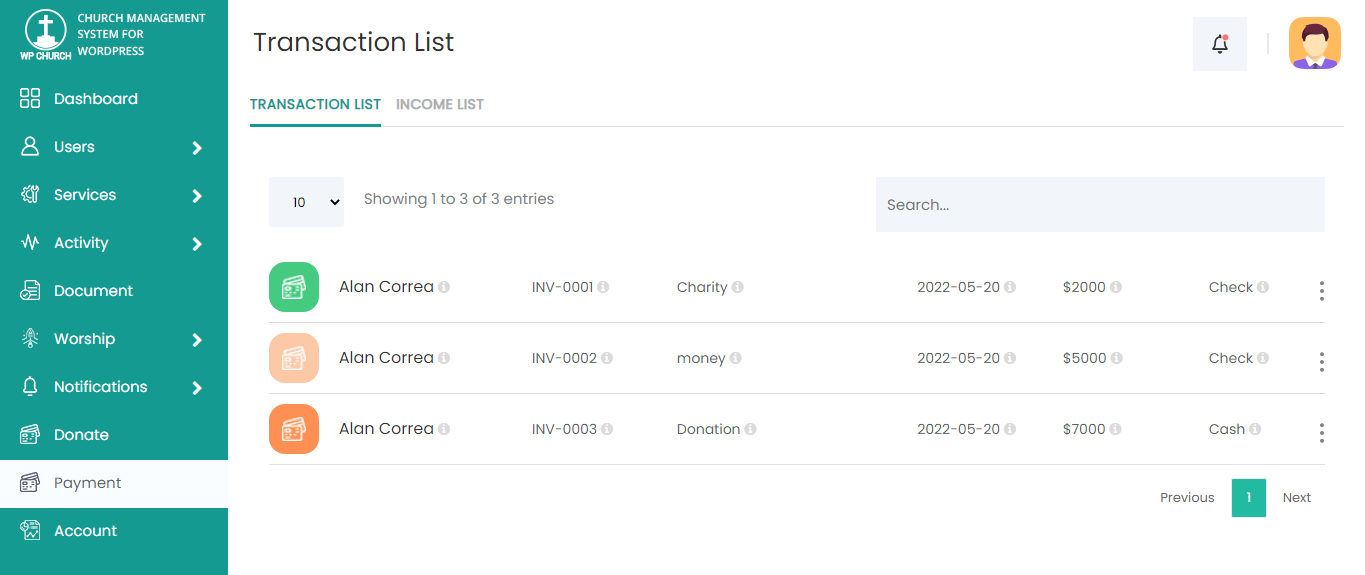 CHURCH MANAGEMENT
SYSTEM FOR
WORDPRESS
WP CHURCH
Dashboard
Users
Services
Activity
Document
Worship
Notifications
Donate
Payment
Account
Transaction List
TRANSACTION LIST INCOME LIST
10 Showing 1 to 3 of 3 entries Search...
Alan Correa INV-0001 Charity 2022-05-20 $2000 Check
Alan Correa INV-0002 money 2022-05-20 $5000 Check
Alan Correa INV-0003 Donation 2022-05-20 $7000 Cash
Previous 1 Next